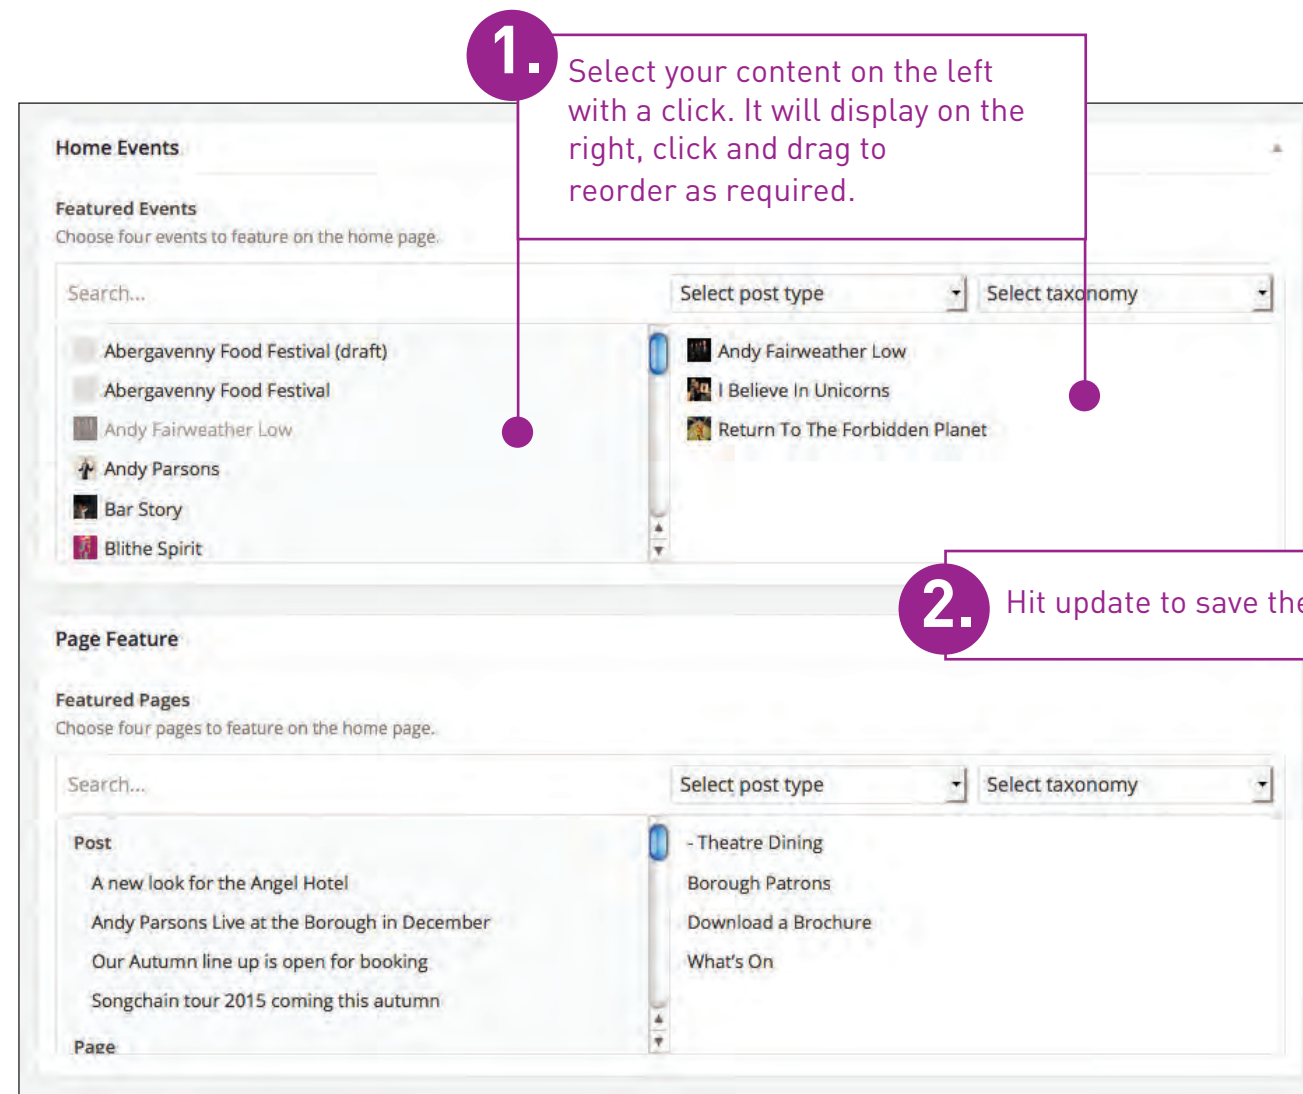 1.
Select your content on the left
with a click. It will display on the
right, click and drag to
reorder as required.
Home Events
Featured Events
Choose four events to feature on the home page.
Search...
Select post type
Select taxonomy
Abergavenny Food Festival (draft)
Abergavenny Food Festival
Andy Fairweather Low
Andy Parsons
Bar Story
Blithe Spirit
Andy Fairweather Low
I Believe In Unicorns
Return To The Forbidden Planet
2.
Hit update to save the
Page Feature
Featured Pages
Choose four pages to feature on the home page.
Search...
Select post type
Select taxonomy
Post
A new look for the Angel Hotel
Andy Parsons Live at the Borough in December
Our Autumn line up is open for booking
Songchain tour 2015 coming this autumn
Page
- Theatre Dining
Borough Patrons
Download a Brochure
What's On